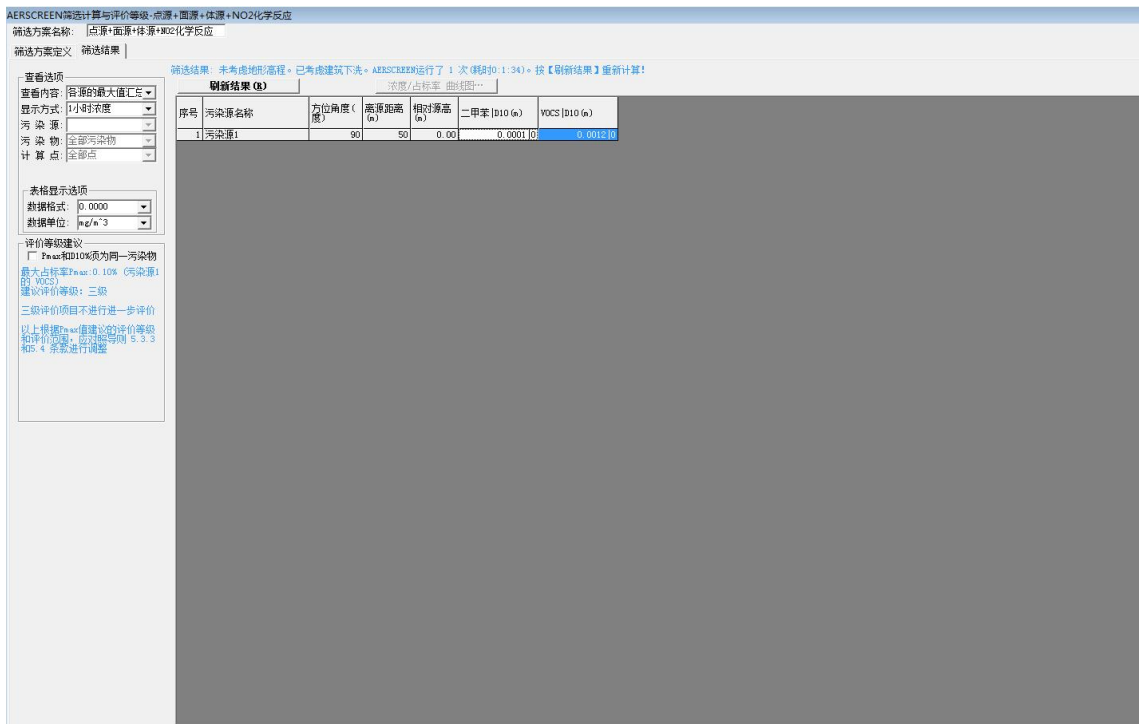 AERSCREEN筛选计算与评价等级-点源+面源+体源+NO2化学反应
筛选方案名称: 点源+面源+体源+NO2化学反应
筛选方案定义 筛选结果
筛选结果: 未考虑地形高程。已考虑建筑下洗。AERSCREEN运行了 1 次(耗时0:1:34)。按【刷新结果】重新计算!
查看选项
查看内容: 各源的最大值汇总
显示方式: 1小时浓度
污 染 源:
污 染 物: 全部污染物
计 算 点: 全部点
表格显示选项
数据格式: 0.0000
数据单位: mg/m^3
评价等级建议
Pmax和D10%须为同一污染物
最大占标率Pmax:0.10% (污染源1
的 VOCS)
建议评价等级: 三级
三级评价项目不进行进一步评价
以上根据Pmax值建议的评价等级
和评价范围,应对照导则 5.3.3
和5.4 条款进行调整
刷新结果(R) 浓度/占标率 曲线图…
序号 污染源名称 方位角度(度) 离源距离(m) 相对源高(m) 二甲苯|D10(m) VOCS|D10(m)
1 污染源1 90 50 0.00 0.0001|0 0.0012|0